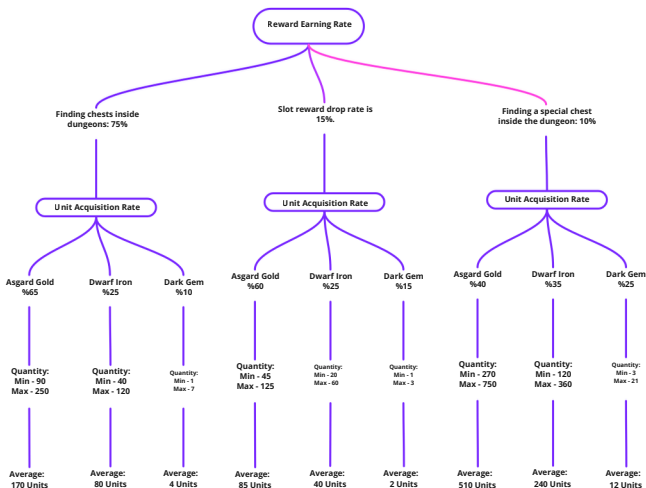 Reward Earning Rate
Finding chests inside
dungeons: 75%
Slot reward drop rate is
15%.
Finding a special chest
inside the dungeon: 10%
Unit Acquisition Rate
Unit Acquisition Rate
Unit Acquisition Rate
Asgard Gold
%65
Dwarf Iron
%25
Dark Gem
%10
Asgard Gold
%60
Dwarf Iron
%25
Dark Gem
%15
Asgard Gold
%40
Dwarf Iron
%35
Dark Gem
%25
Quantity:
Min - 90
Max - 250
Quantity:
Min - 40
Max - 120
Quantity:
Min - 1
Max - 7
Quantity:
Min - 45
Max - 125
Quantity:
Min - 20
Max - 60
Quantity:
Min - 1
Max - 3
Quantity:
Min - 270
Max - 750
Quantity:
Min - 120
Max - 360
Quantity:
Min - 3
Max - 21
Average:
170 Units
Average:
80 Units
Average:
4 Units
Average:
85 Units
Average:
40 Units
Average:
2 Units
Average:
510 Units
Average:
240 Units
Average:
12 Units